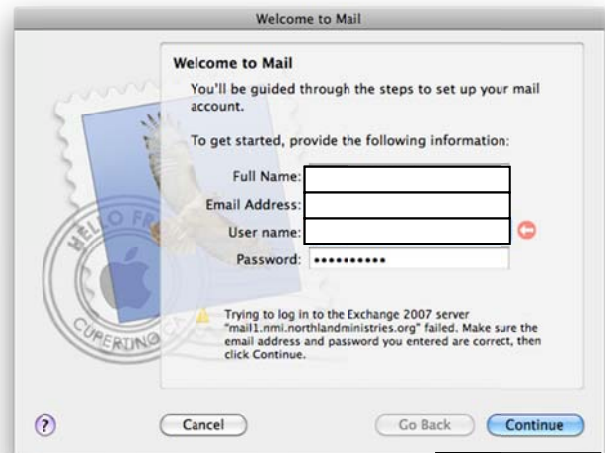 Welcome to Mail
Welcome to Mail
You'll be guided through the steps to set up your mail
account.
To get started, provide the following information:
Full Name:
Email Address:
User name:
Password: ••••••••••
HELLO FR
CUPERTINO C
Trying to log in to the Exchange 2007 server
"mail1.nmi.northlandministries.org" failed. Make sure the
email address and password you entered are correct, then
click Continue.
?
Cancel
Go Back
Continue